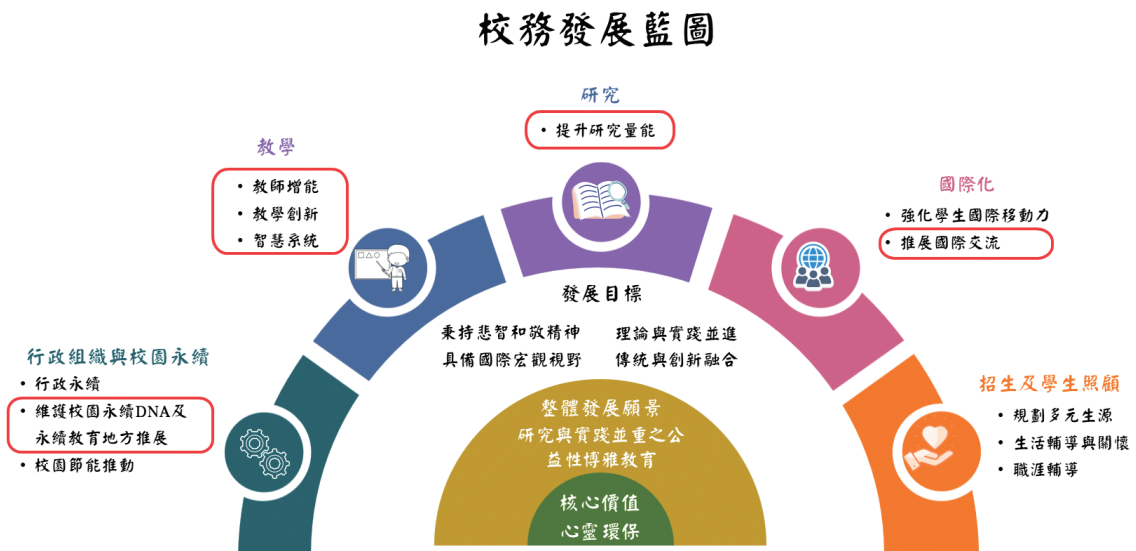 校務發展藍圖
研究
• 提升研究量能
教學
• 教師增能
• 教學創新
• 智慧系統
國際化
• 強化學生國際移動力
• 推展國際交流
行政組織與校園永續
• 行政永續
• 維護校園永續DNA及
永續教育地方推展
• 校園節能推動
招生及學生照顧
• 規劃多元生源
• 生活輔導與關懷
• 職涯輔導
發展目標
秉持悲智和敬精神 理論與實踐並進
具備國際宏觀視野 傳統與創新融合
整體發展願景
研究與實踐並重之公
益性博雅教育
核心價值
心靈環保